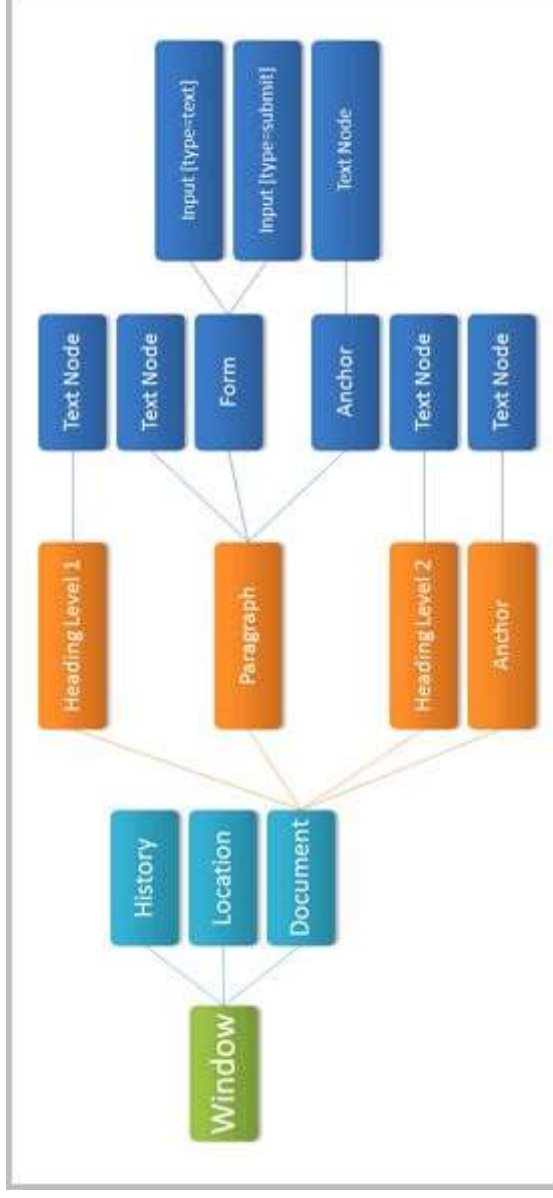 Window
History
Location
Document
Heading Level 1
Paragraph
Heading Level 2
Anchor
Text Node
Text Node
Form
Anchor
Text Node
Text Node
Input [type=text]
Input [type=submit]
Text Node